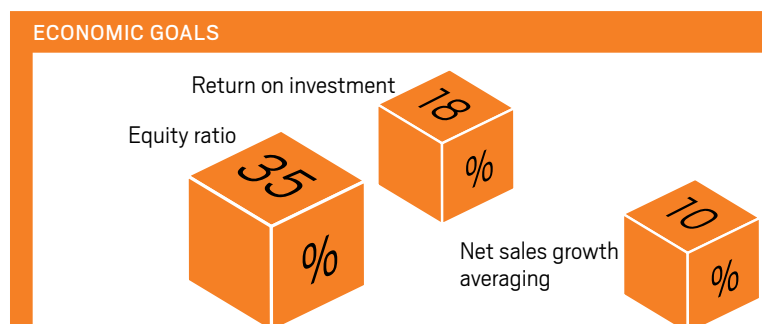 ECONOMIC GOALS
Return on investment
18
%
Equity ratio
35
%
Net sales growth
averaging
10
%